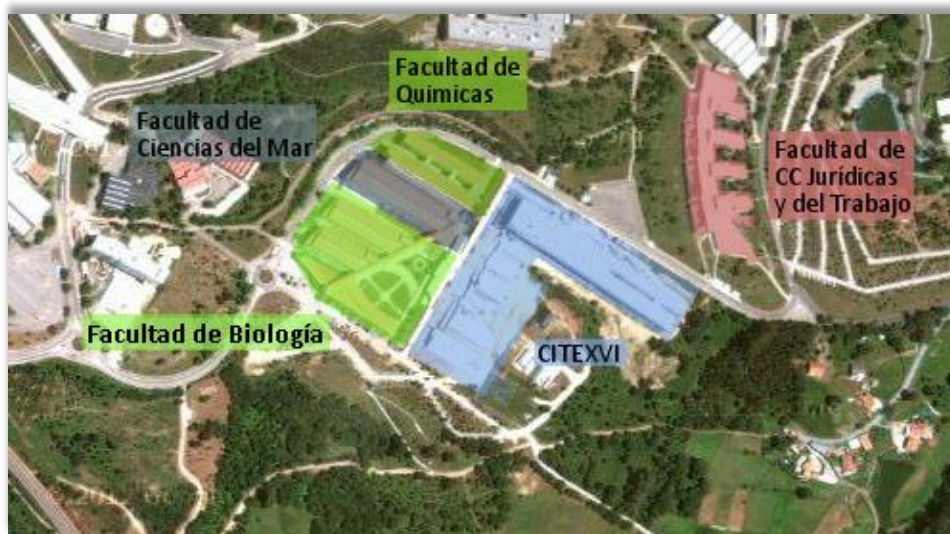 Facultad de
Quimicas
Facultad de
Ciencias del Mar
Facultad de
CC Jurídicas
y del Trabajo
Facultad de Biología
CITEXVI